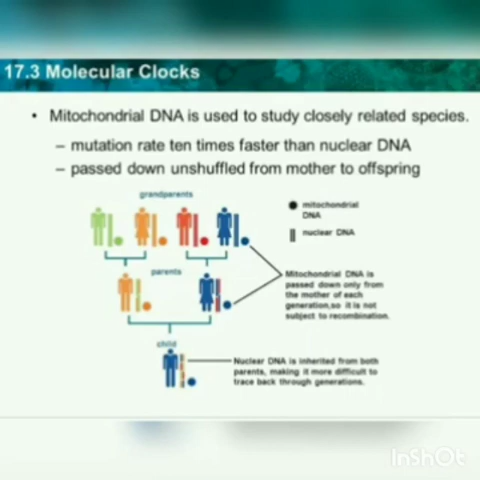 17.3 Molecular Clocks
• Mitochondrial DNA is used to study closely related species.
– mutation rate ten times faster than nuclear DNA
– passed down unshuffled from mother to offspring
grandparents
mitochondrial
DNA
nuclear DNA
parents
Mitochondrial DNA is
passed down only from
the mother of each
generation,so it is not
subject to recombination.
child
Nuclear DNA is inherited from both
parents, making it more difficult to
trace back through generations.
InShOt